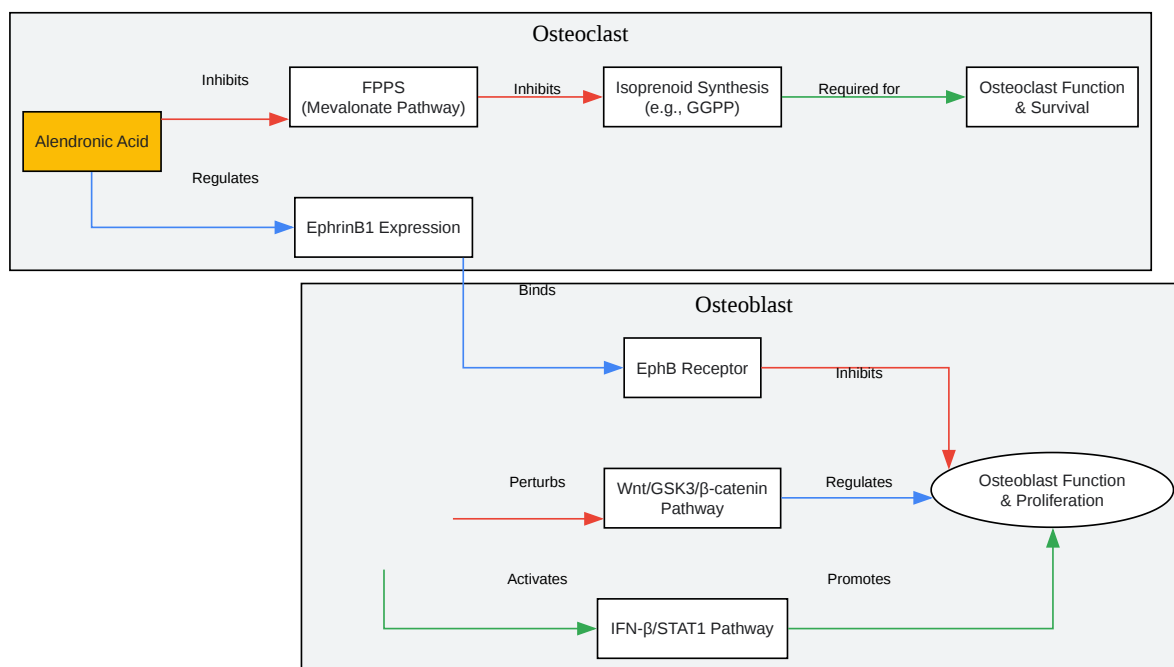 Osteoclast
Inhibits
FPPS
(Mevalonate Pathway)
Inhibits
Isoprenoid Synthesis
(e.g., GGPP)
Required for
Osteoclast Function
& Survival
Alendronic Acid
Regulates
EphrinB1 Expression
Binds
Osteoblast
EphB Receptor
Inhibits
Perturbs
Wnt/GSK3/β-catenin
Pathway
Regulates
Osteoblast Function
& Proliferation
Activates
IFN-β/STAT1 Pathway
Promotes